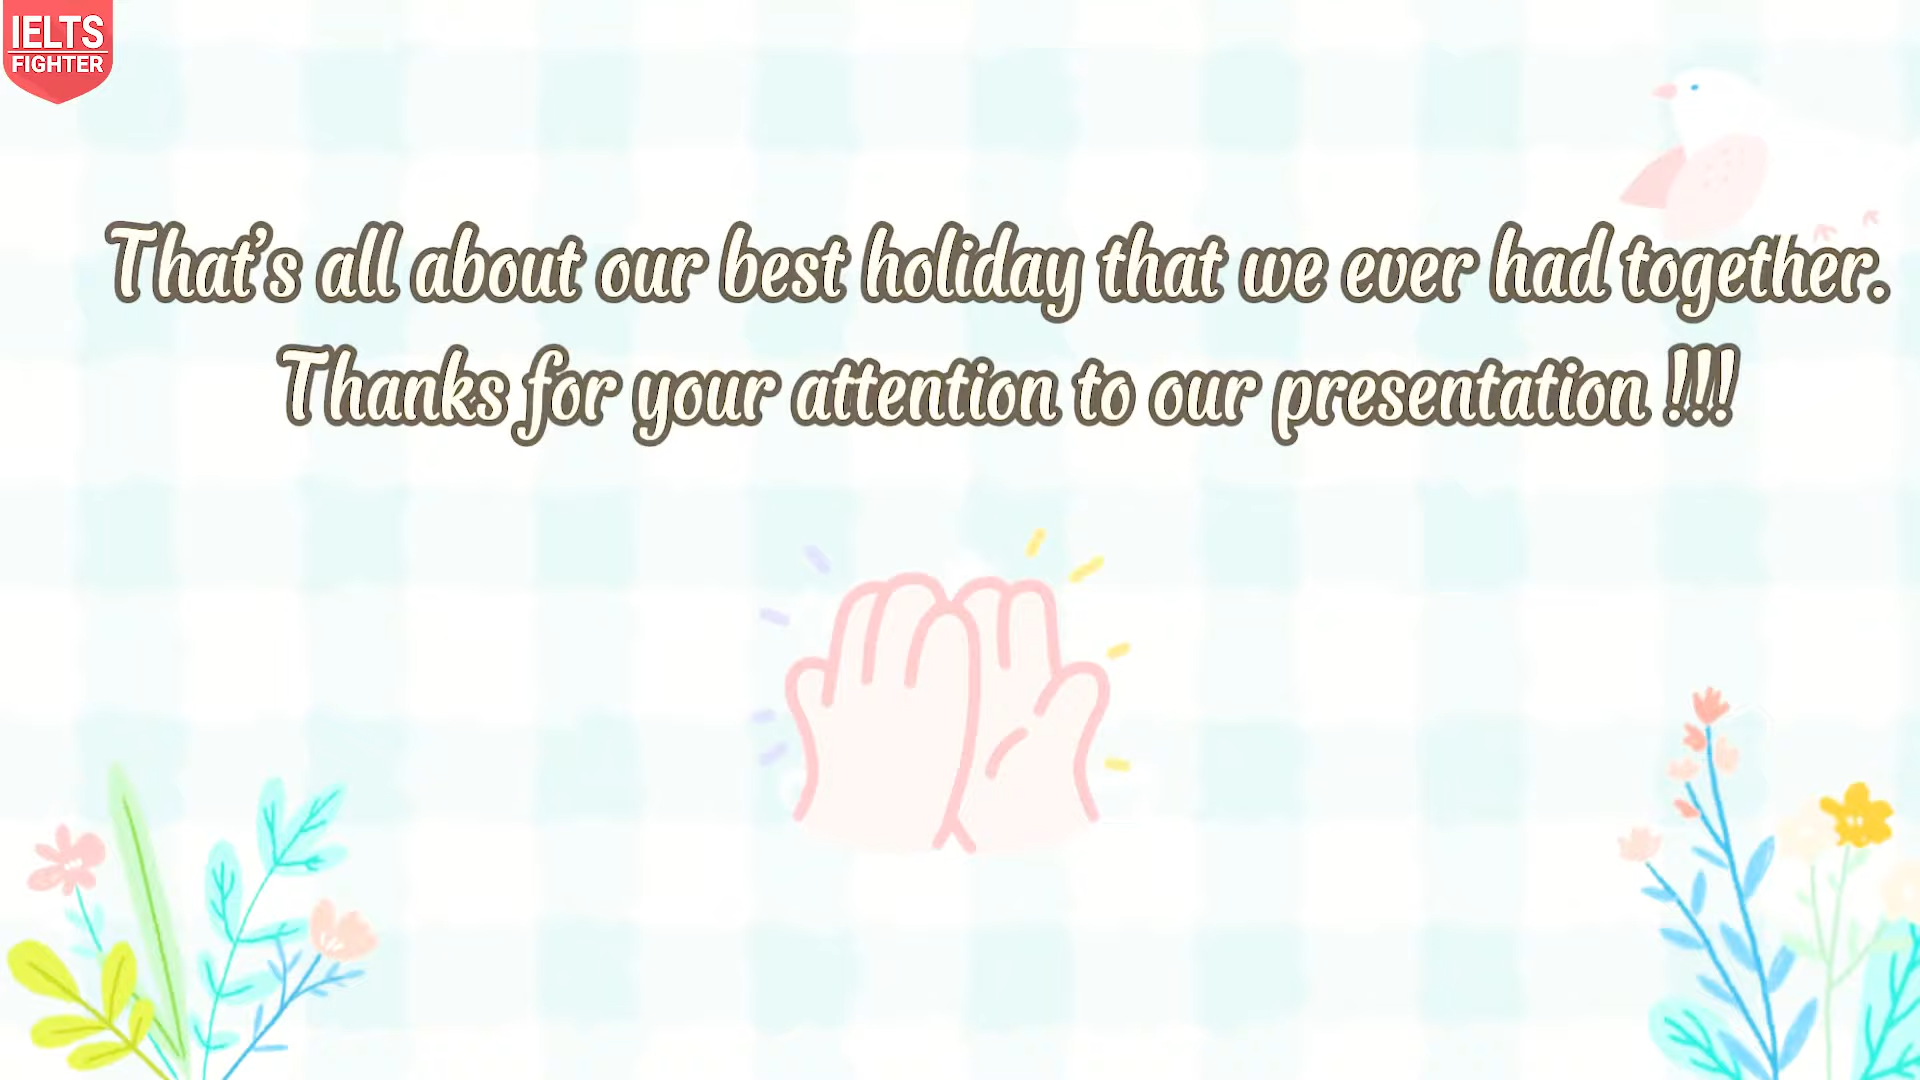 IELTS
FIGHTER
That's all about our best holiday that we ever had together.
Thanks for your attention to our presentation !!!